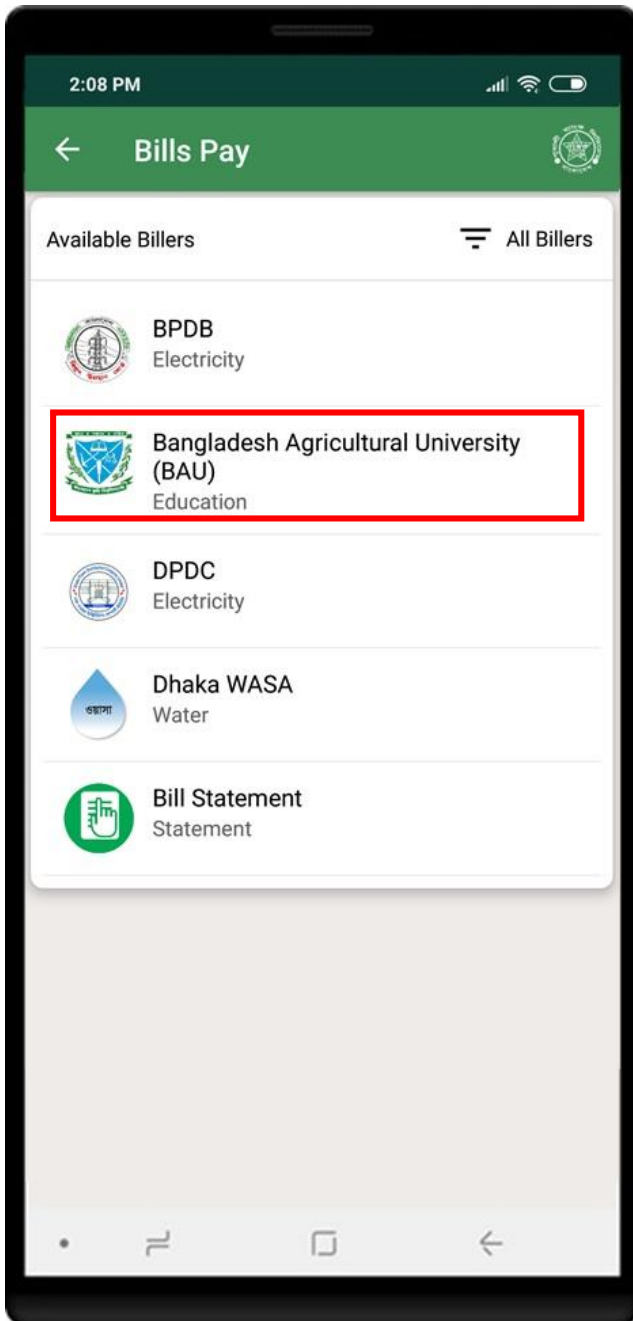 2:08 PM
Bills Pay
Available Billers
All Billers
BPDB
Electricity
Bangladesh Agricultural University
(BAU)
Education
DPDC
Electricity
ওয়াসা
Dhaka WASA
Water
Bill Statement
Statement